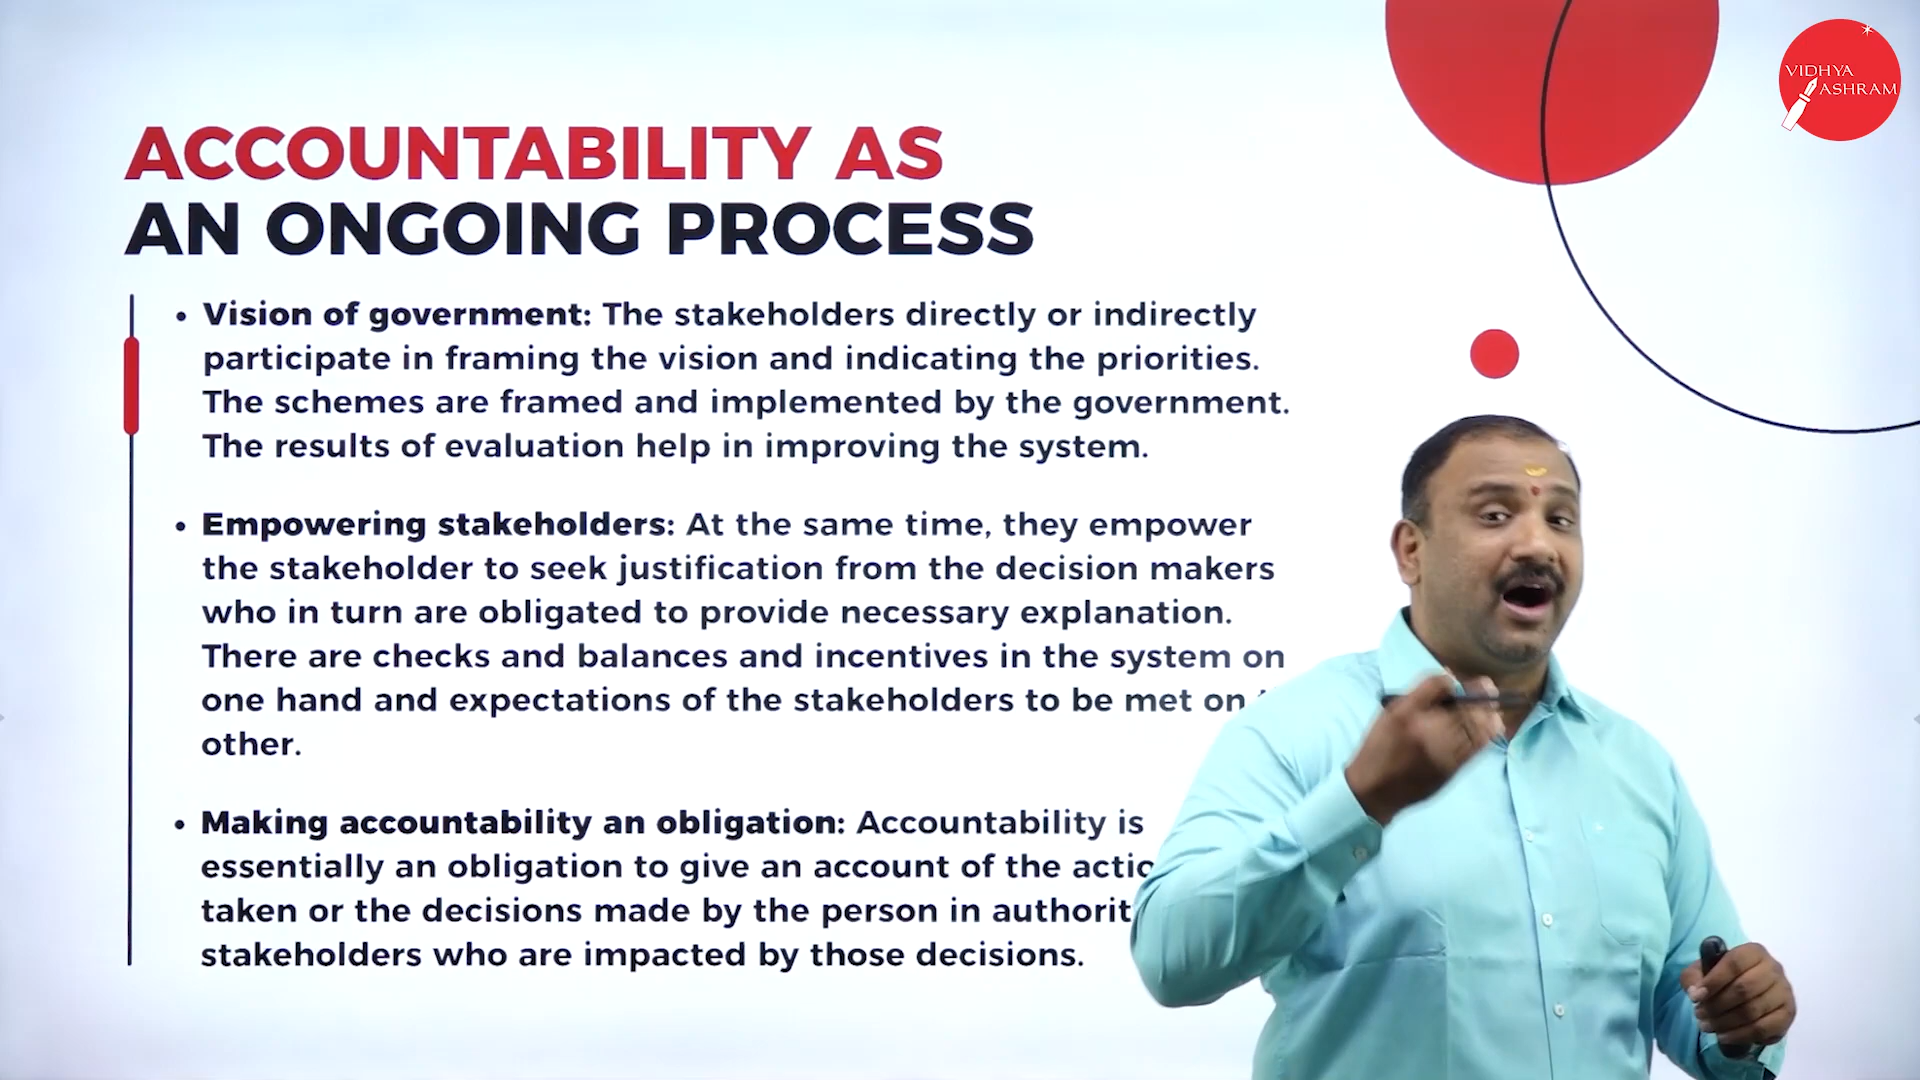 VIDHYA
ASHRAM
ACCOUNTABILITY AS
AN ONGOING PROCESS
• Vision of government: The stakeholders directly or indirectly
participate in framing the vision and indicating the priorities.
The schemes are framed and implemented by the government.
The results of evaluation help in improving the system.
• Empowering stakeholders: At the same time, they empower
the stakeholder to seek justification from the decision makers
who in turn are obligated to provide necessary explanation.
There are checks and balances and incentives in the system on
one hand and expectations of the stakeholders to be met on
other.
• Making accountability an obligation: Accountability is
essentially an obligation to give an account of the
taken or the decisions made by the person in
stakeholders who are impacted by those decisions.